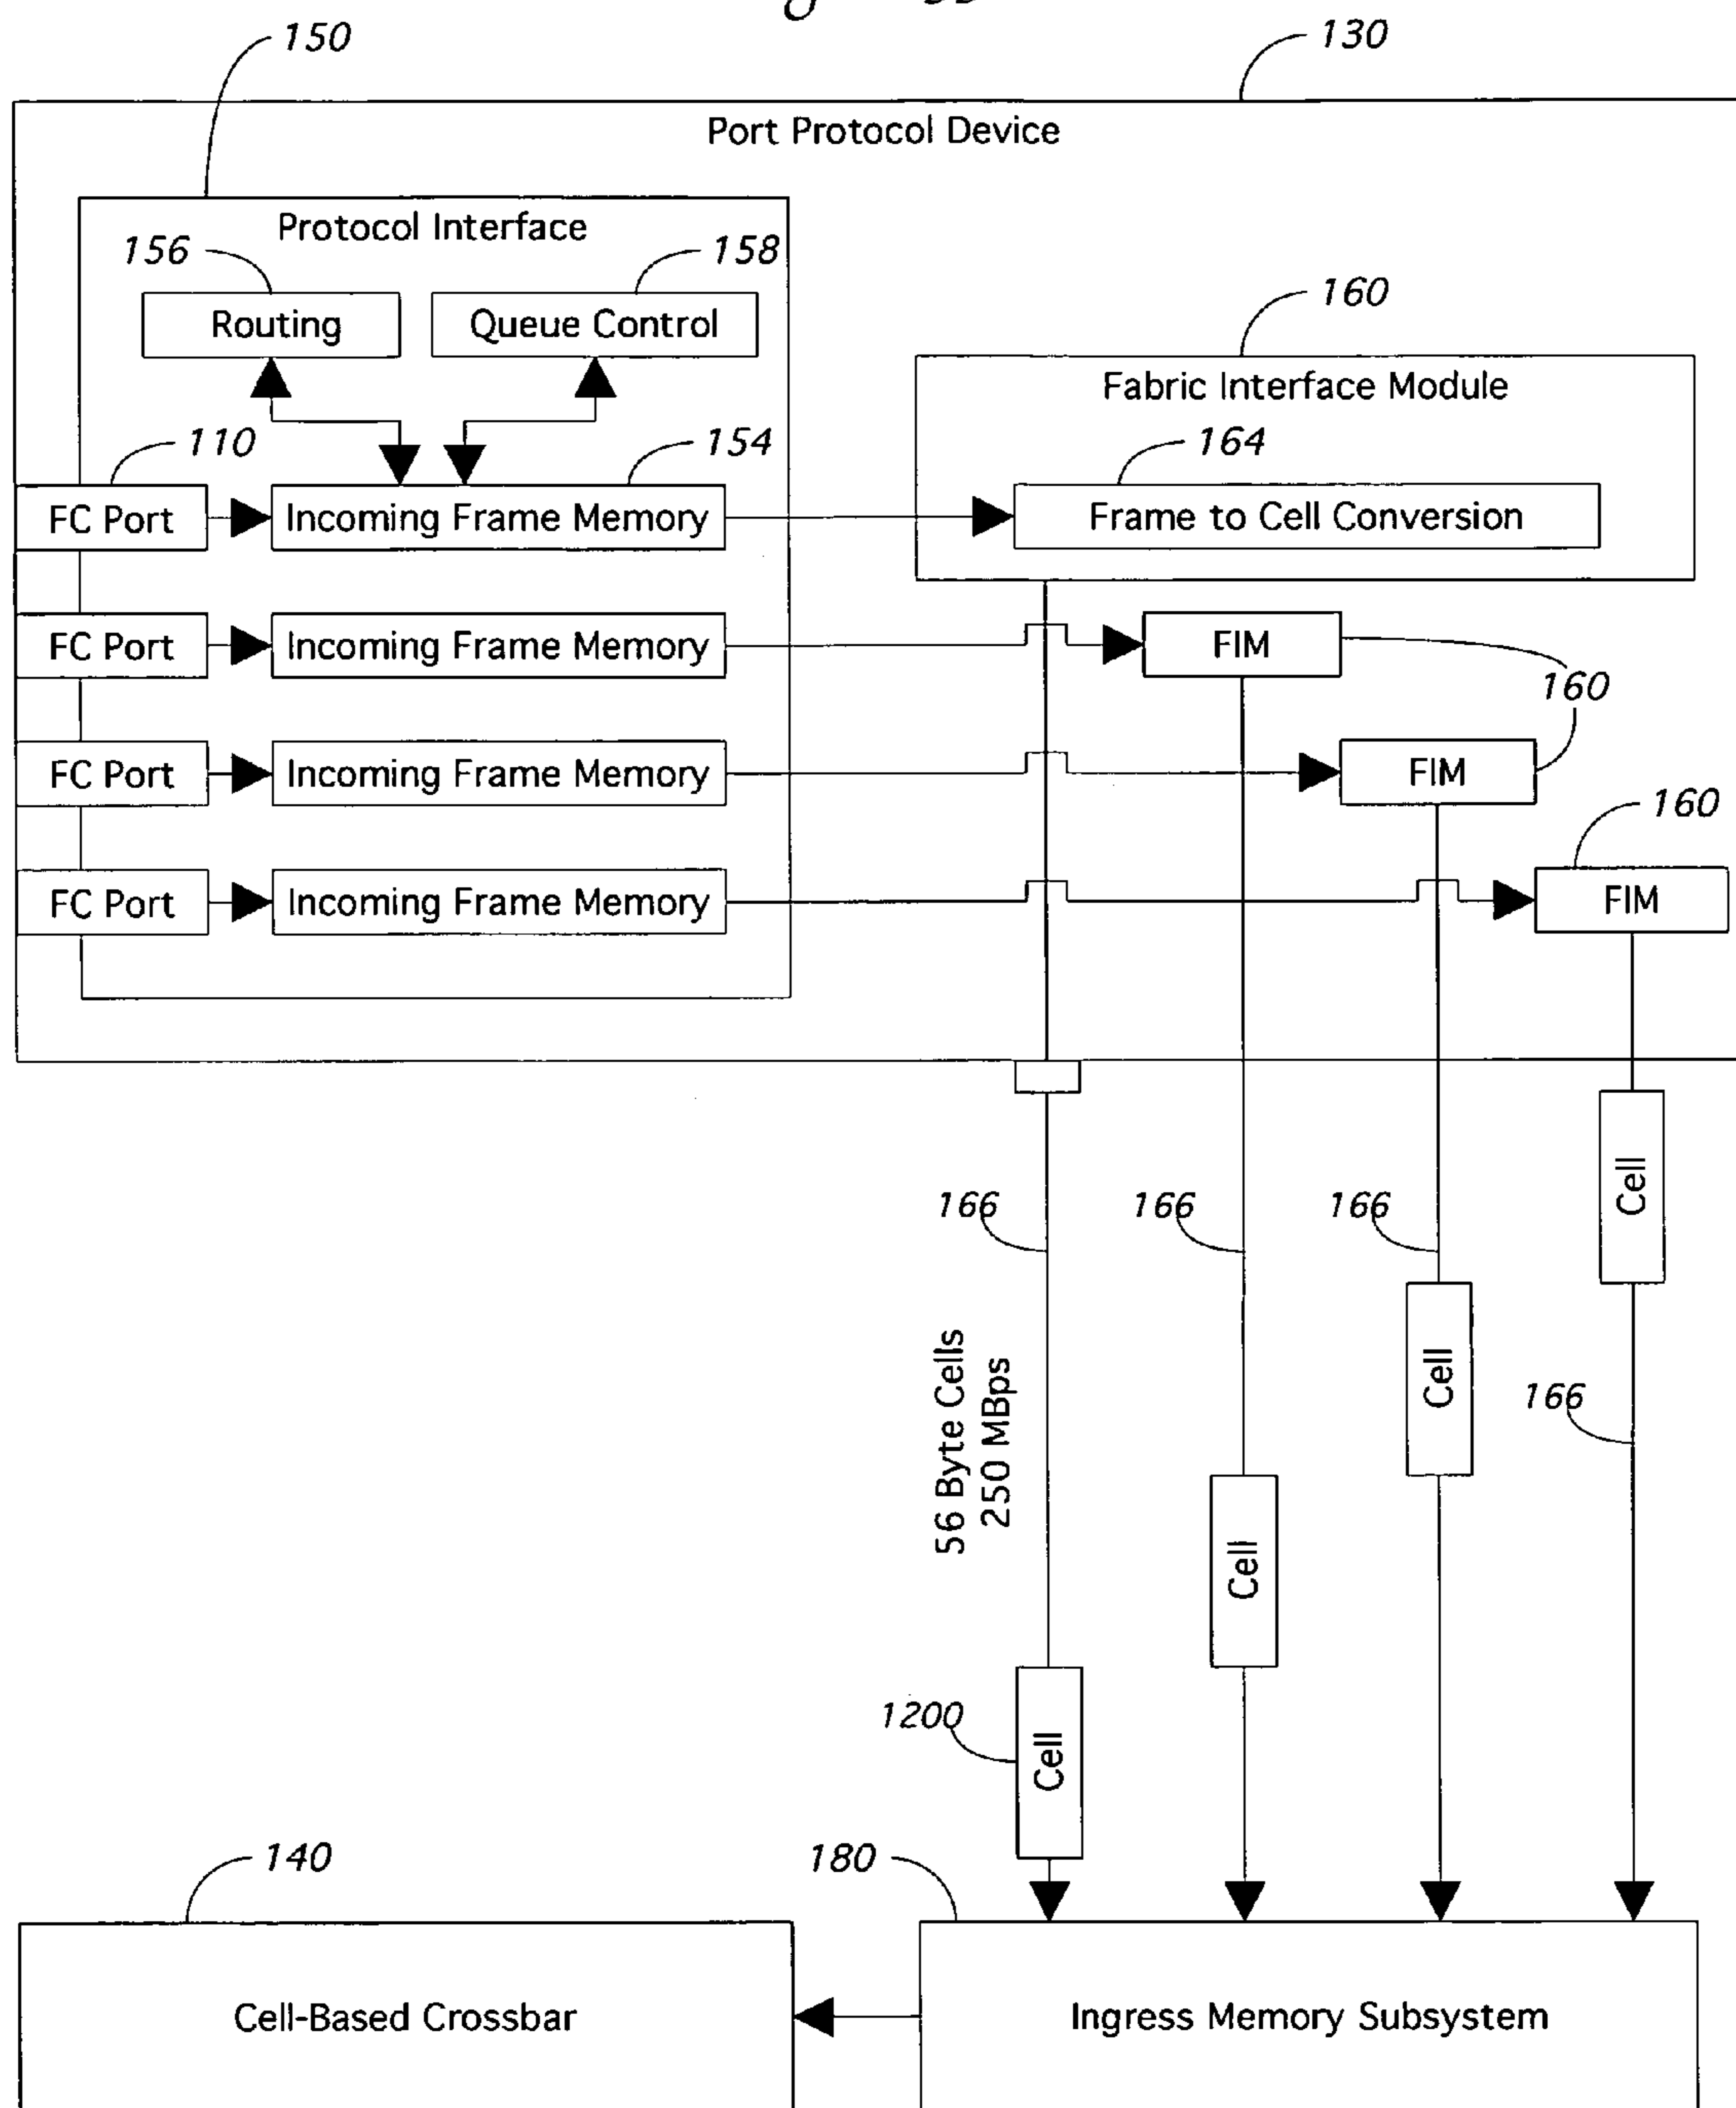 150
130
Port Protocol Device
Protocol Interface
156
158
160
Routing
Queue Control
Fabric Interface Module
110
154
164
FC Port
Incoming Frame Memory
Frame to Cell Conversion
FC Port
Incoming Frame Memory
FIM
160
FC Port
Incoming Frame Memory
FIM
160
FC Port
Incoming Frame Memory
FIM
Cell
166
166
166
Cell
166
56 Byte Cells
250 MBps
Cell
1200
Cell
140
180
Cell-Based Crossbar
Ingress Memory Subsystem